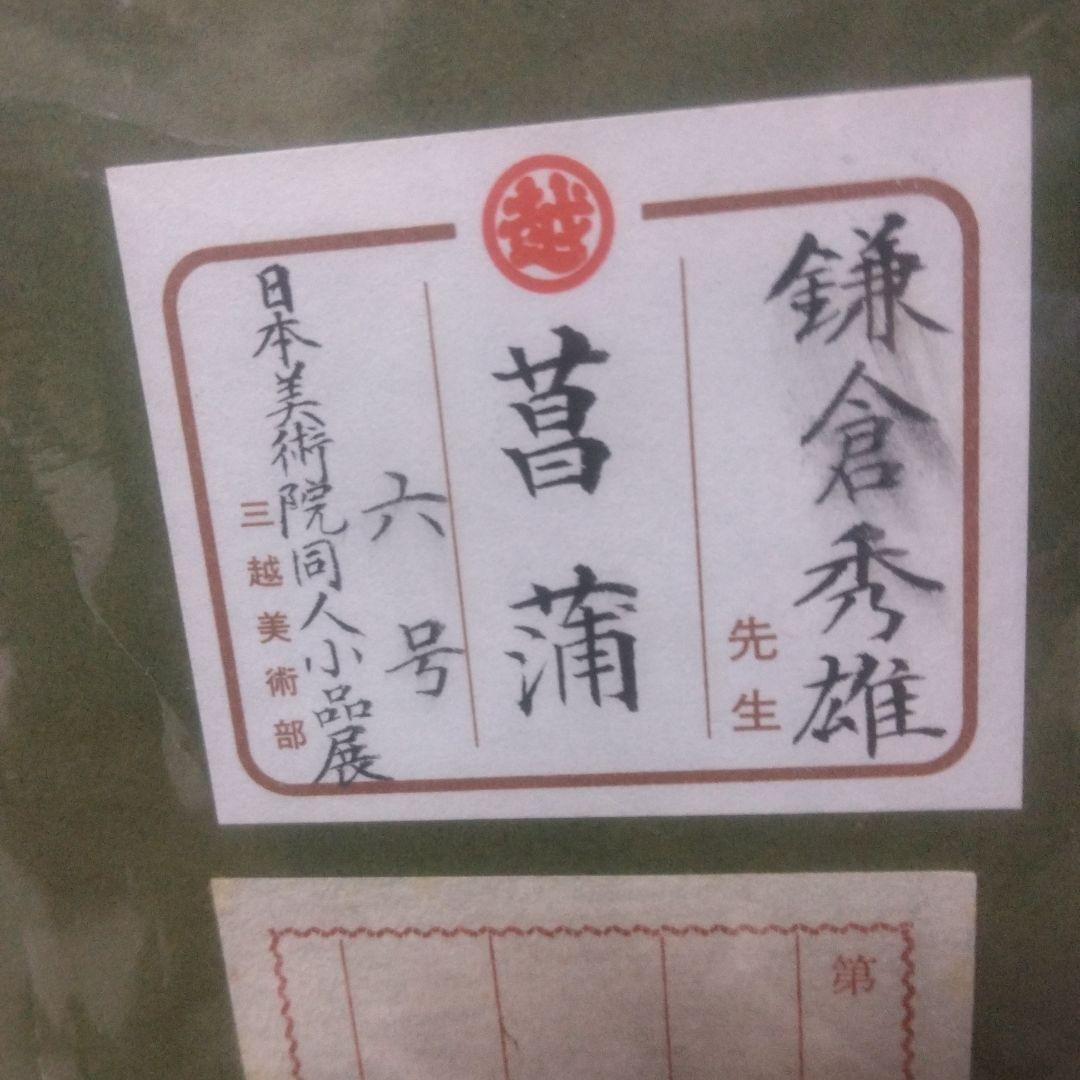 越
鎌倉秀雄
先生
菖蒲
六号
日本美術院同人小品展
三越美術部
第